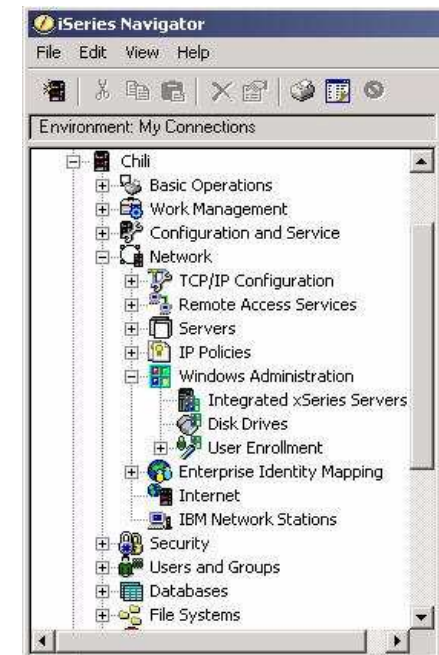 iSeries Navigator
File Edit View Help
Environment: My Connections
Chili
Basic Operations
Work Management
Configuration and Service
Network
TCP/IP Configuration
Remote Access Services
Servers
IP Policies
Windows Administration
Integrated xSeries Servers
Disk Drives
User Enrollment
Enterprise Identity Mapping
Internet
IBM Network Stations
Security
Users and Groups
Databases
File Systems